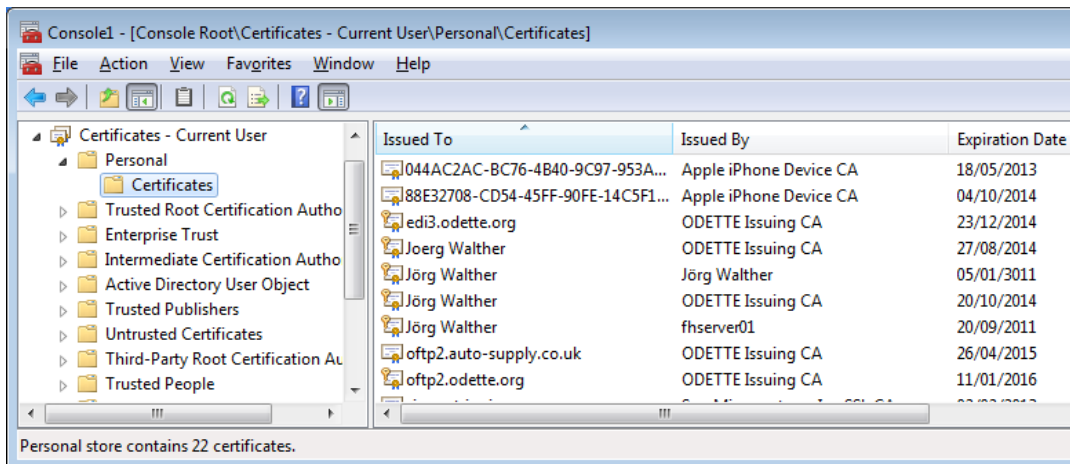 Console1 - [Console Root\Certificates - Current User\Personal\Certificates]
File Action View Favorites Window Help
Certificates - Current User
Personal
Certificates
Trusted Root Certification Autho
Enterprise Trust
Intermediate Certification Autho
Active Directory User Object
Trusted Publishers
Untrusted Certificates
Third-Party Root Certification Au
Trusted People
Issued To Issued By Expiration Date
044AC2AC-BC76-4B40-9C97-953A... Apple iPhone Device CA 18/05/2013
88E32708-CD54-45FF-90FE-14C5F1... Apple iPhone Device CA 04/10/2014
edi3.odette.org ODETTE Issuing CA 23/12/2014
Joerg Walther ODETTE Issuing CA 27/08/2014
Jörg Walther Jörg Walther 05/01/3011
Jörg Walther ODETTE Issuing CA 20/10/2014
Jörg Walther fhserver01 20/09/2011
oftp2.auto-supply.co.uk ODETTE Issuing CA 26/04/2015
oftp2.odette.org ODETTE Issuing CA 11/01/2016
Personal store contains 22 certificates.